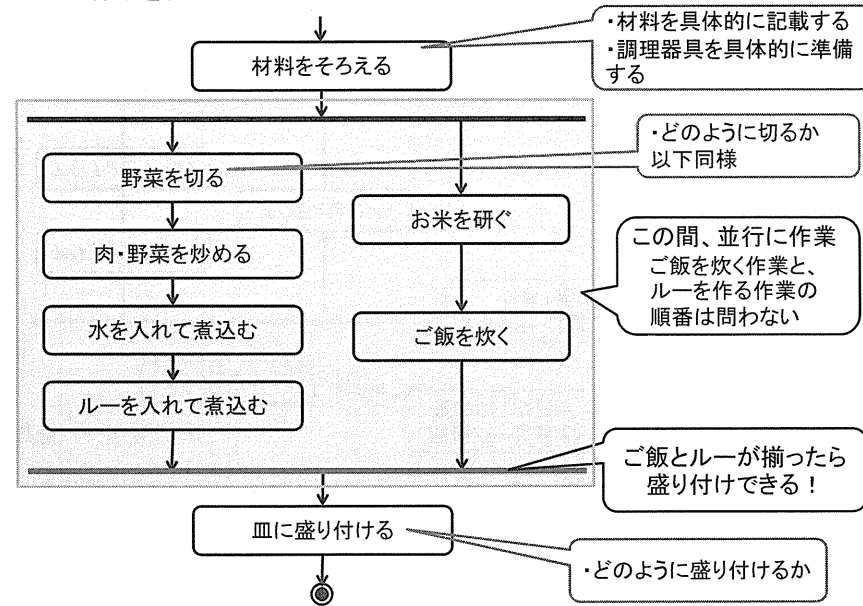 材料をそろえる
・材料を具体的に記載する
・調理器具を具体的に準備
する
野菜を切る
・どのように切るか
以下同様
お米を研ぐ
肉・野菜を炒める
この間、並行に作業
ご飯を炊く作業と、
ルーを作る作業の
順番は問わない
水を入れて煮込む
ご飯を炊く
ルーを入れて煮込む
ご飯とルーが揃ったら
盛り付けできる！
皿に盛り付ける
・どのように盛り付けるか